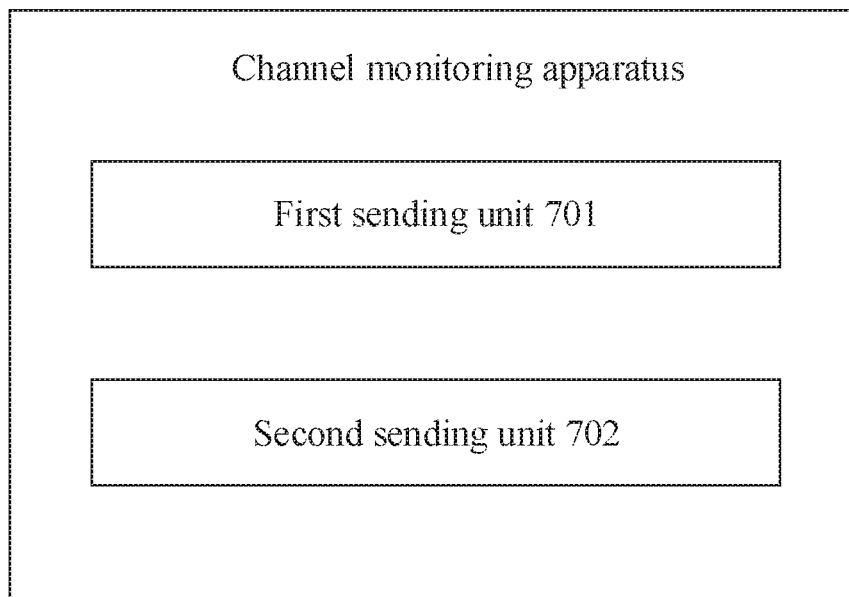 Channel monitoring apparatus
First sending unit 701
Second sending unit 702